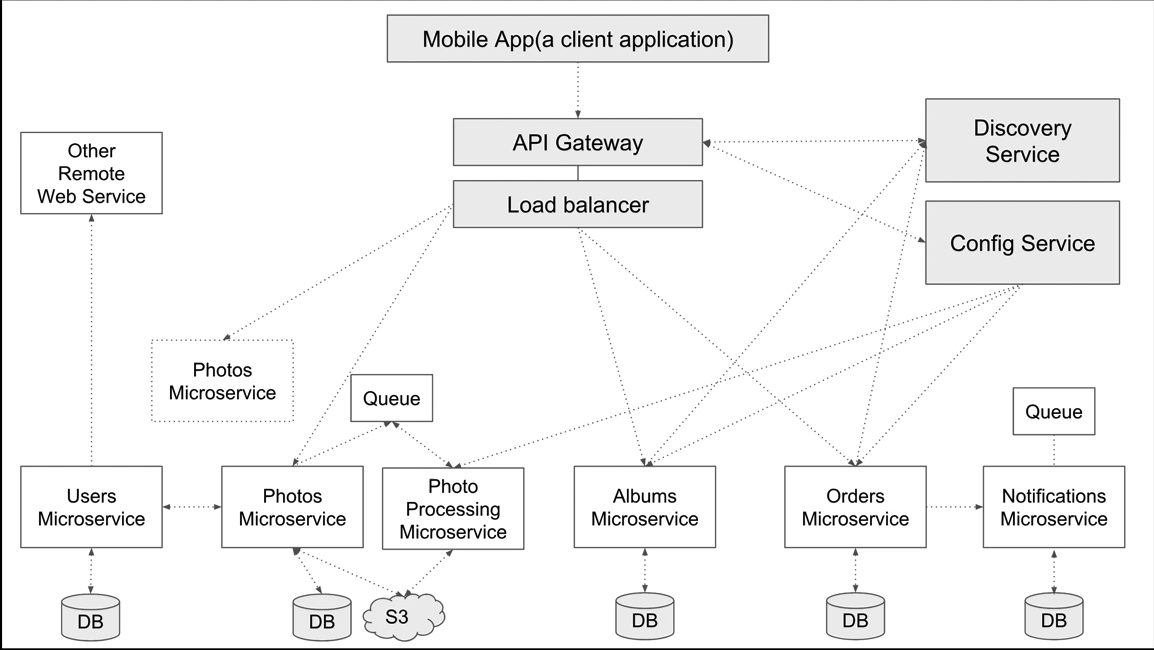 Mobile App(a client application)
API Gateway
Load balancer
Discovery
Service
Config Service
Other
Remote
Web Service
Photos
Microservice
Queue
Queue
Users
Microservice
Photos
Microservice
Photo
Processing
Microservice
Albums
Microservice
Orders
Microservice
Notifications
Microservice
DB
DB
S3
DB
DB
DB